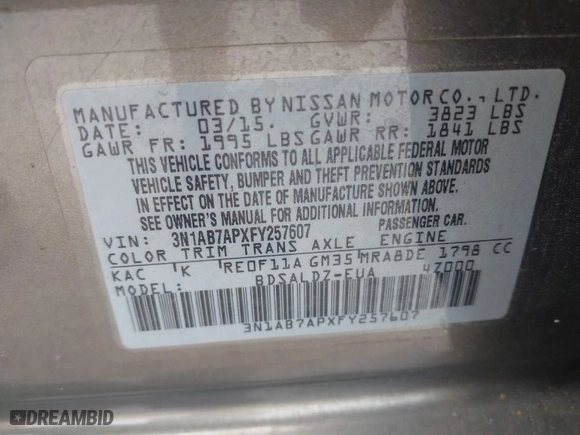 MANUFACTURED BY NISSAN MOTOR CO., LTD.
DATE: 03/15. GVWR: 3823 LBS
GAWR FR: 1995 LBS GAWR RR: 1841 LBS
THIS VEHICLE CONFORMS TO ALL APPLICABLE FEDERAL MOTOR
VEHICLE SAFETY, BUMPER AND THEFT PREVENTION STANDARDS
IN EFFECT ON THE DATE OF MANUFACTURE SHOWN ABOVE.
SEE OWNER'S MANUAL FOR ADDITIONAL INFORMATION.
VIN: 3N1AB7APXFY257607 PASSENGER CAR.
COLOR TRIM TRANS AXLE ENGINE
KAC K RE0F11A GM35 MRA8DE 1798 CC
MODEL: BDSALDZ-EUA 4Z000
3N1AB7APXFY257607
DREAMBID